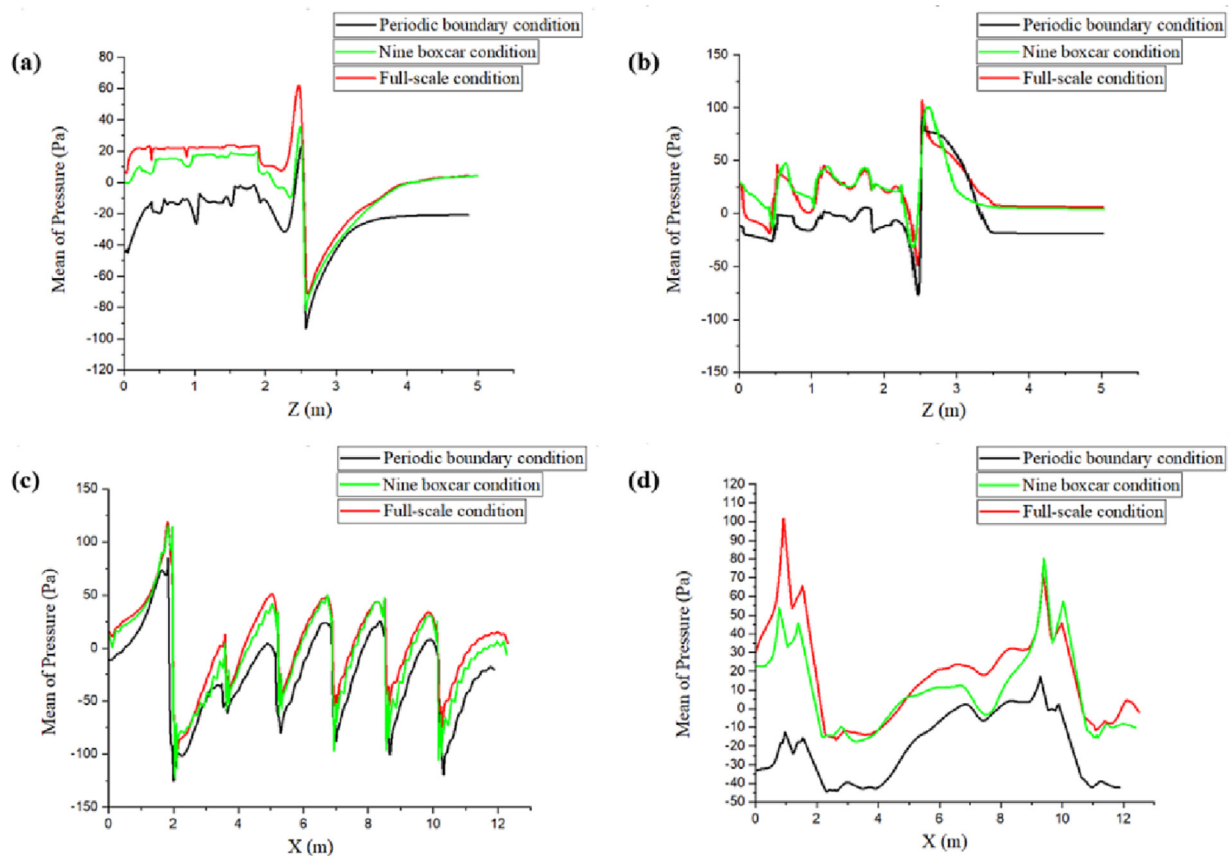 (a)
Periodic boundary condition
Nine boxcar condition
Full-scale condition
Mean of Pressure (Pa)
80
60
40
20
0
-20
-40
-60
-80
-100
-120
0 1 2 3 4 5
Z (m)
(b)
Periodic boundary condition
Nine boxcar condition
Full-scale condition
Mean of Pressure (Pa)
150
100
50
0
-50
-100
-150
0 1 2 3 4 5
Z (m)
(c)
Periodic boundary condition
Nine boxcar condition
Full-scale condition
Mean of Pressure (Pa)
150
100
50
0
-50
-100
-150
0 2 4 6 8 10 12
X (m)
(d)
Periodic boundary condition
Nine boxcar condition
Full-scale condition
Mean of Pressure (Pa)
120
110
100
90
80
70
60
50
40
30
20
10
0
-10
-20
-30
-40
-50
0 2 4 6 8 10 12
X (m)